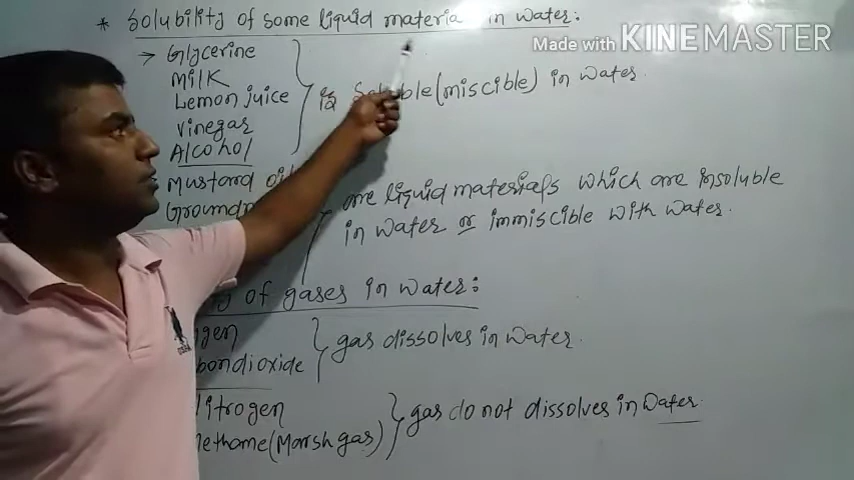 * Solubility of some liquid materia in water:
Made with KINEMASTER
→ Glycerine
Milk
Lemon juice
vinegar
Alcohol
is Soluble (miscible) in water.
Mustard oil
Groundn
are liquid materials which are insoluble
in water or immiscible with water.
of gases in water:
gen
bondioxide
gas dissolves in water.
itrogen
ethane (Marsh gas)
gas do not dissolves in water.